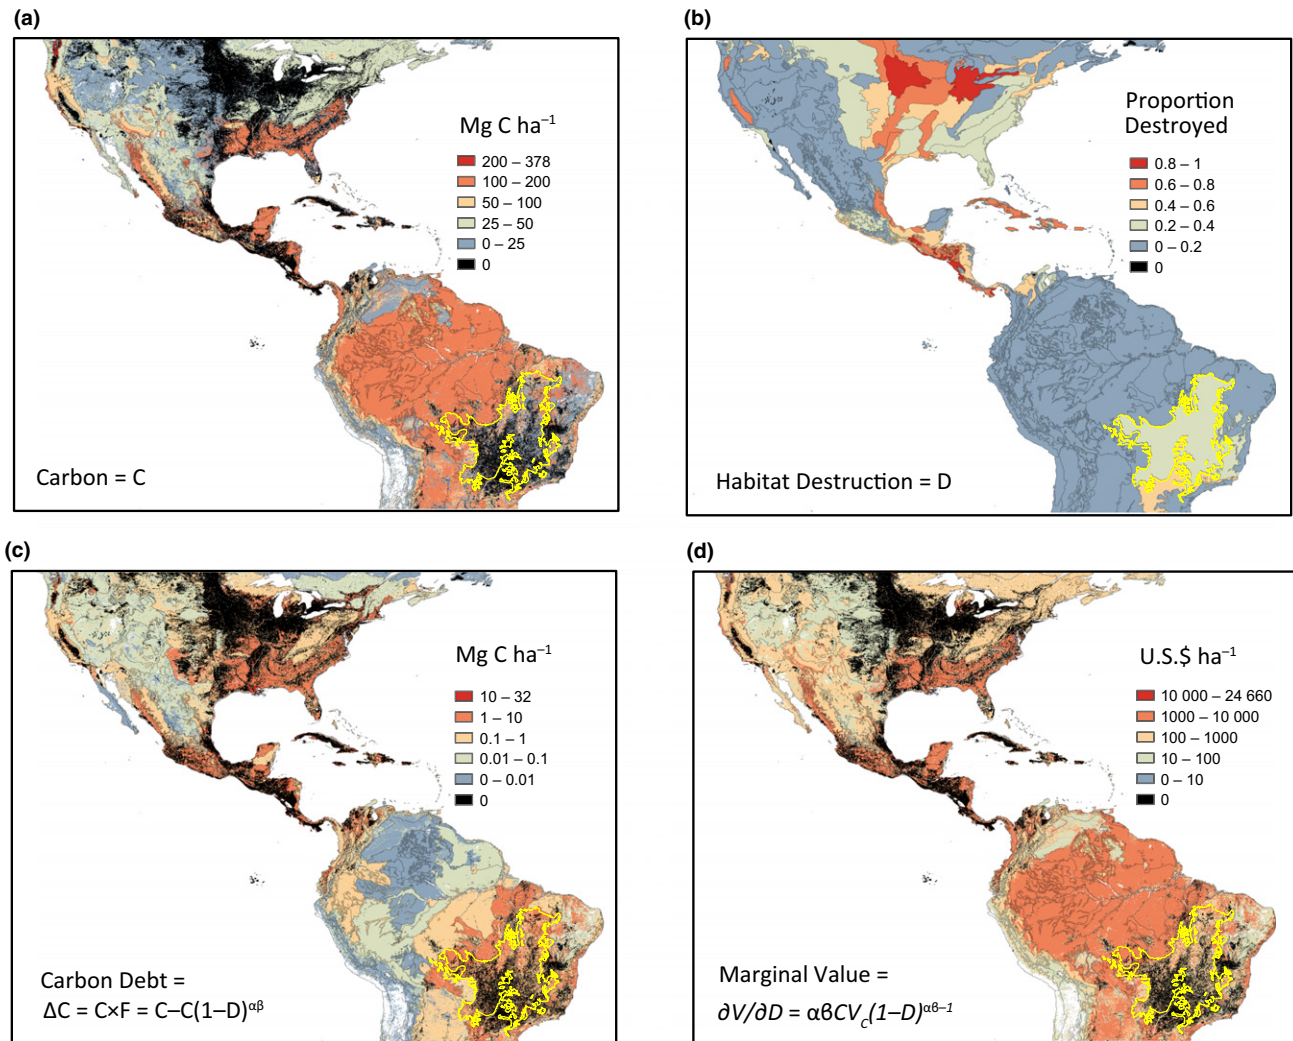 (a)
Mg C ha⁻¹
200 – 378
100 – 200
50 – 100
25 – 50
0 – 25
0
Carbon = C
(b)
Proportion
Destroyed
0.8 – 1
0.6 – 0.8
0.4 – 0.6
0.2 – 0.4
0 – 0.2
0
Habitat Destruction = D
(c)
Mg C ha⁻¹
10 – 32
1 – 10
0.1 – 1
0.01 – 0.1
0 – 0.01
0
Carbon Debt =
ΔC = C×F = C–C(1–D)^αβ
(d)
U.S.$ ha⁻¹
10 000 – 24 660
1000 – 10 000
100 – 1000
10 – 100
0 – 10
0
Marginal Value =
∂V/∂D = αβCV_C(1–D)^αβ–1